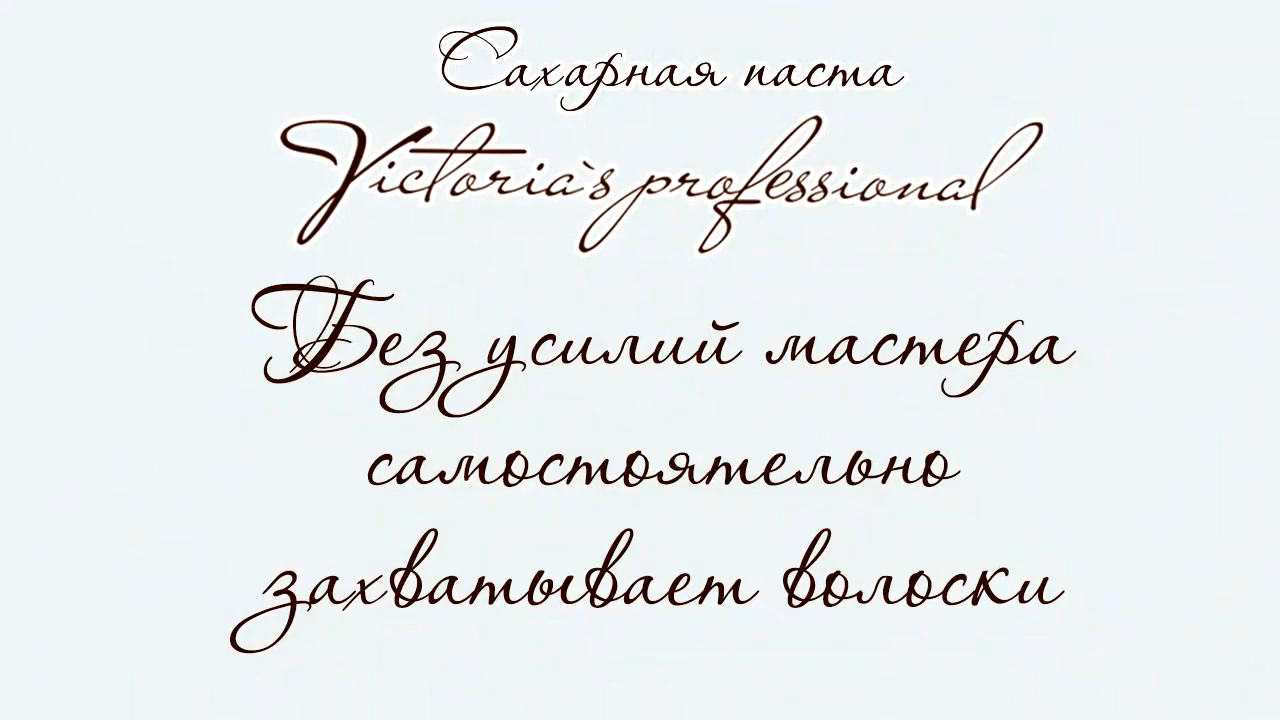 Сахарная паста
Victoria`s professional
Без усилий мастера
самостоятельно
захватывает волоски